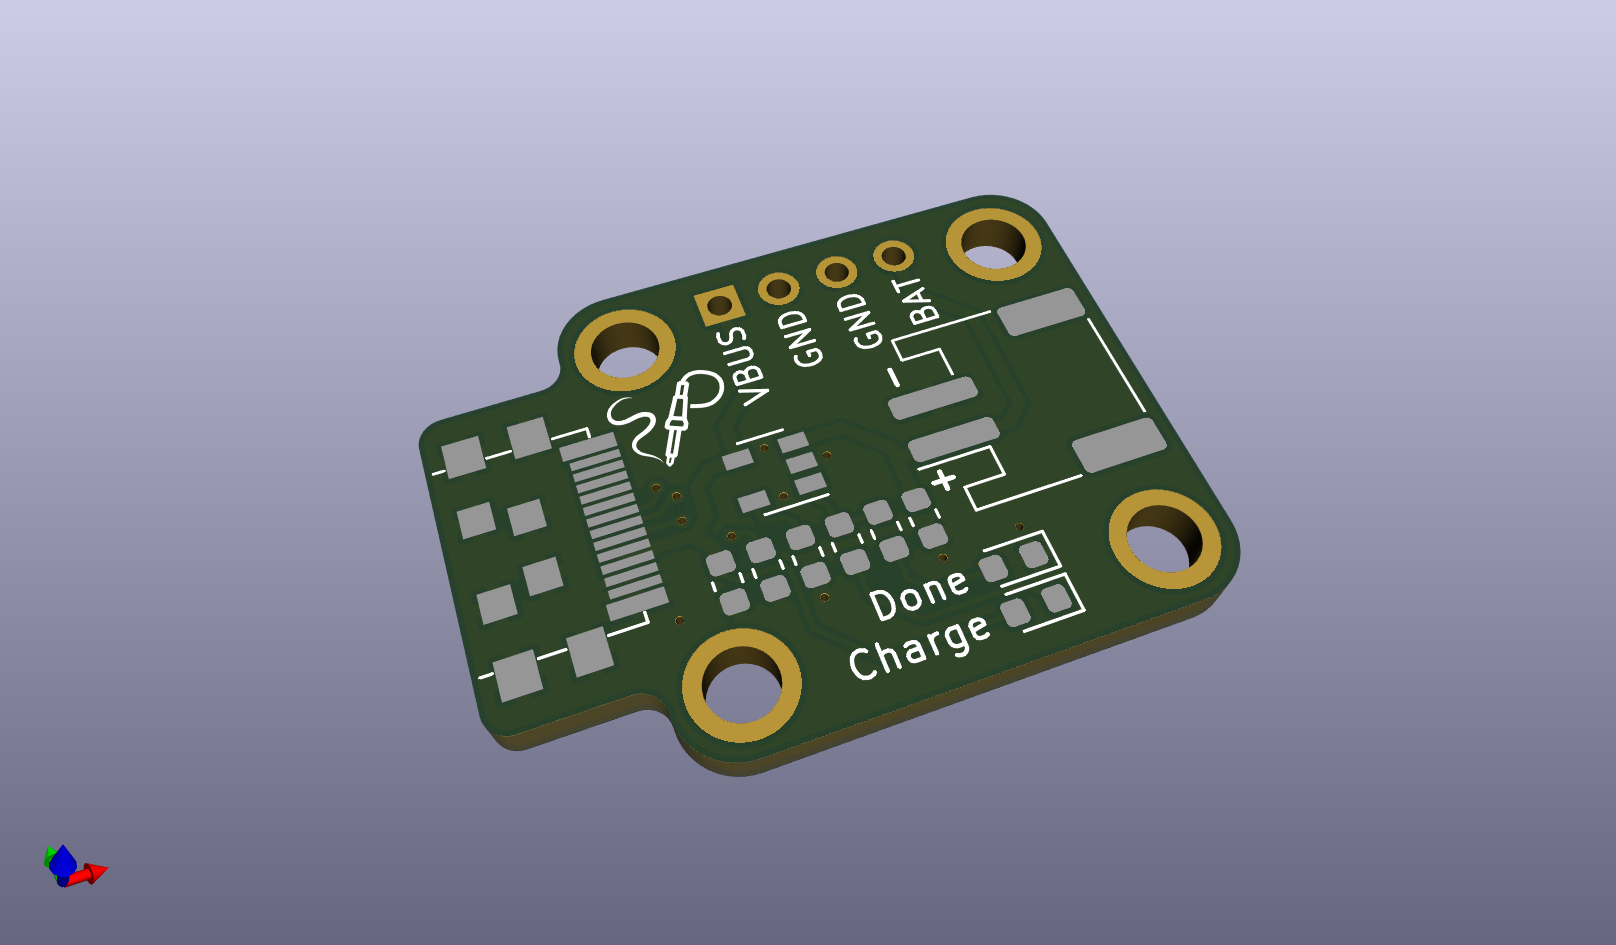 VBUS
GND
GND
BAT
-
+
Done
Charge